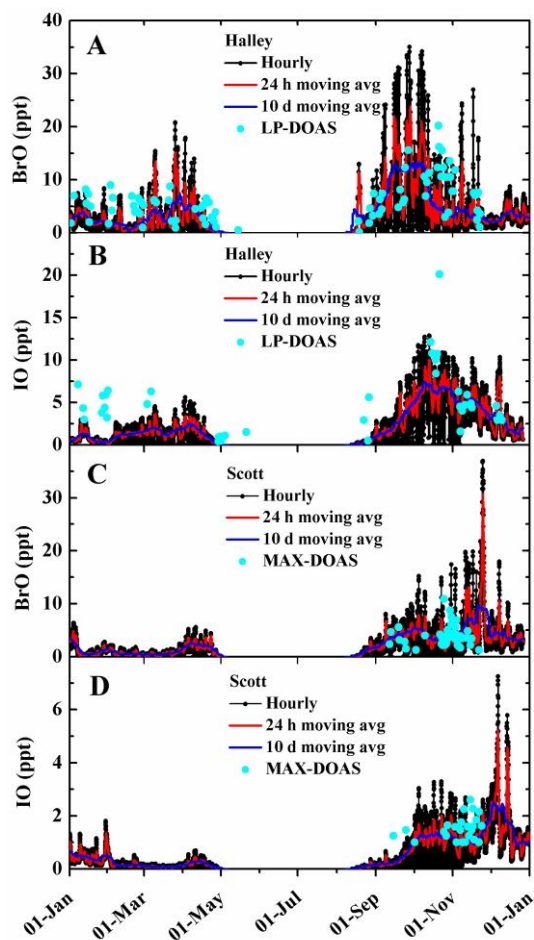 A
Halley
Hourly
24 h moving avg
10 d moving avg
LP-DOAS
BrO (ppt)
40
30
20
10
0
B
Halley
Hourly
24 h moving avg
10 d moving avg
LP-DOAS
IO (ppt)
20
15
10
5
0
C
Scott
Hourly
24 h moving avg
10 d moving avg
MAX-DOAS
BrO (ppt)
30
20
10
0
D
Scott
Hourly
24 h moving avg
10 d moving avg
MAX-DOAS
IO (ppt)
6
4
2
0
01-Jan
01-Mar
01-May
01-Jul
01-Sep
01-Nov
01-Jan